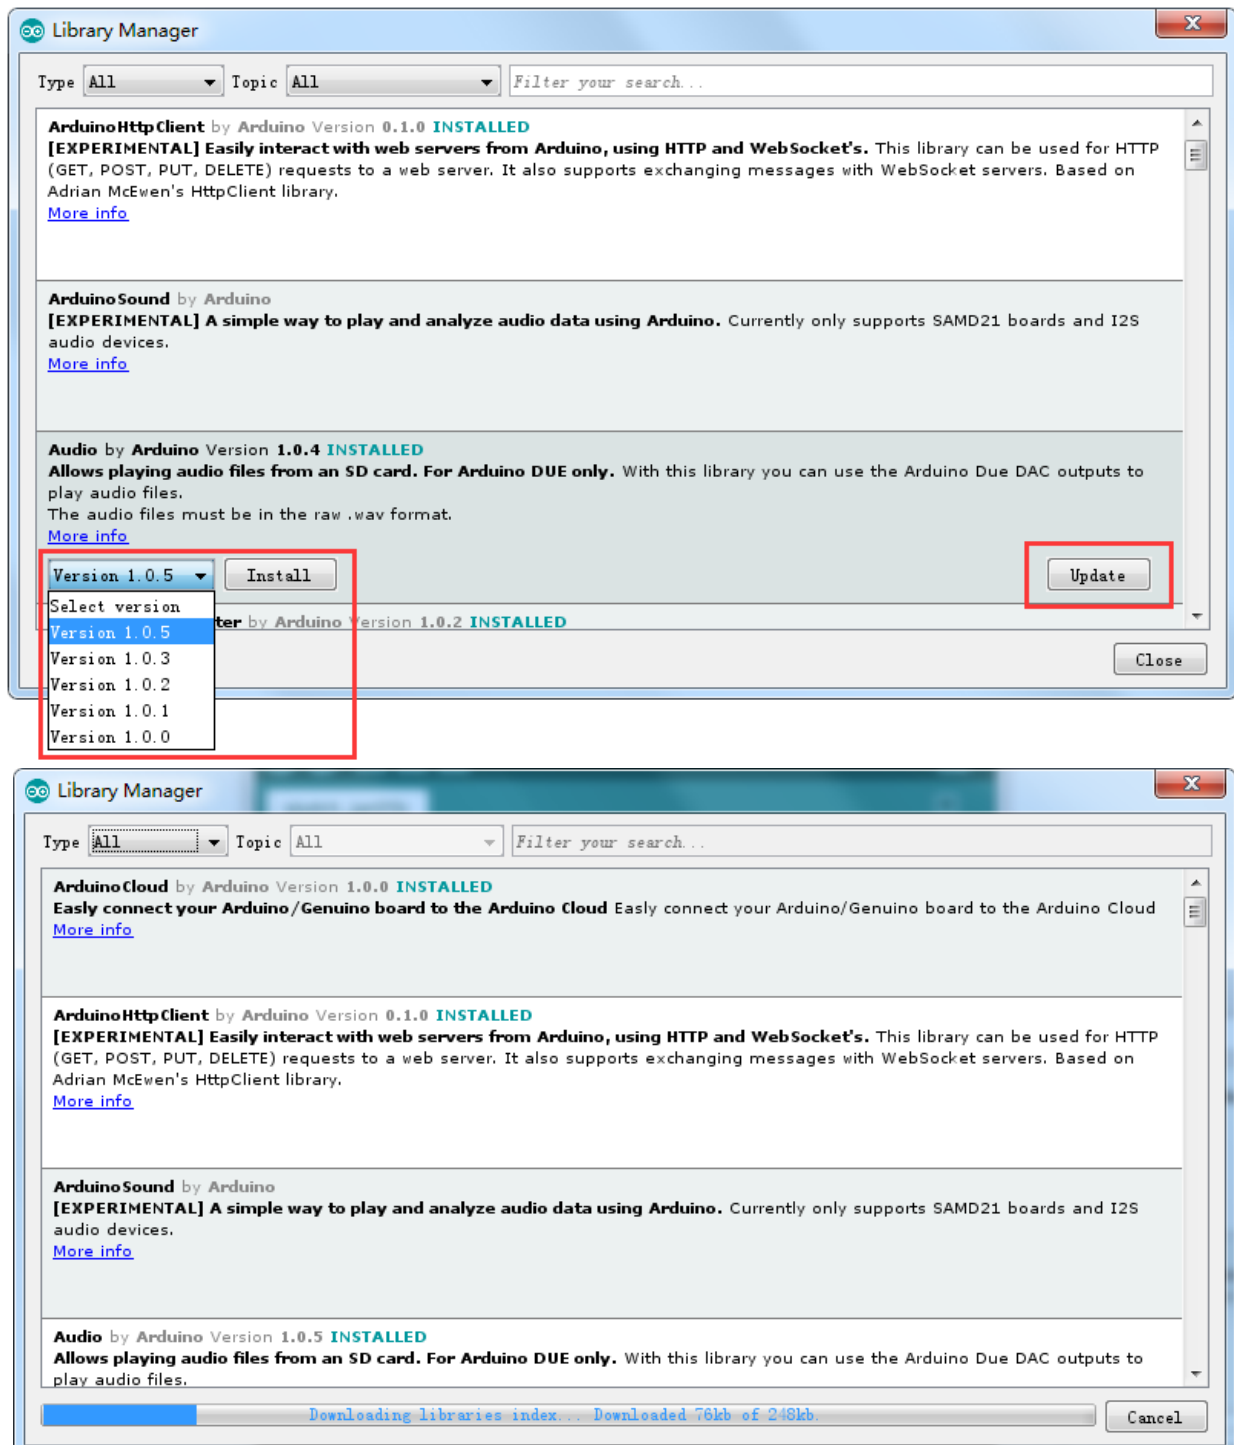 Library Manager
Type All Topic All Filter your search...
ArduinoHttpClient by Arduino Version 0.1.0 INSTALLED
[EXPERIMENTAL] Easily interact with web servers from Arduino, using HTTP and WebSocket's. This library can be used for HTTP
(GET, POST, PUT, DELETE) requests to a web server. It also supports exchanging messages with WebSocket servers. Based on
Adrian McEwen's HttpClient library.
More info
ArduinoSound by Arduino
[EXPERIMENTAL] A simple way to play and analyze audio data using Arduino. Currently only supports SAMD21 boards and I2S
audio devices.
More info
Audio by Arduino Version 1.0.4 INSTALLED
Allows playing audio files from an SD card. For Arduino DUE only. With this library you can use the Arduino Due DAC outputs to
play audio files.
The audio files must be in the raw .wav format.
More info
Version 1.0.5 Install Update
Select version
ter by Arduino Version 1.0.2 INSTALLED
Version 1.0.5
Version 1.0.3 Close
Version 1.0.2
Version 1.0.1
Version 1.0.0
Library Manager
Type All Topic All Filter your search...
ArduinoCloud by Arduino Version 1.0.0 INSTALLED
Easly connect your Arduino/Genuino board to the Arduino Cloud Easly connect your Arduino/Genuino board to the Arduino Cloud
More info
ArduinoHttpClient by Arduino Version 0.1.0 INSTALLED
[EXPERIMENTAL] Easily interact with web servers from Arduino, using HTTP and WebSocket's. This library can be used for HTTP
(GET, POST, PUT, DELETE) requests to a web server. It also supports exchanging messages with WebSocket servers. Based on
Adrian McEwen's HttpClient library.
More info
ArduinoSound by Arduino
[EXPERIMENTAL] A simple way to play and analyze audio data using Arduino. Currently only supports SAMD21 boards and I2S
audio devices.
More info
Audio by Arduino Version 1.0.5 INSTALLED
Allows playing audio files from an SD card. For Arduino DUE only. With this library you can use the Arduino Due DAC outputs to
play audio files.
Downloading libraries index... Downloaded 76kb of 248kb. Cancel